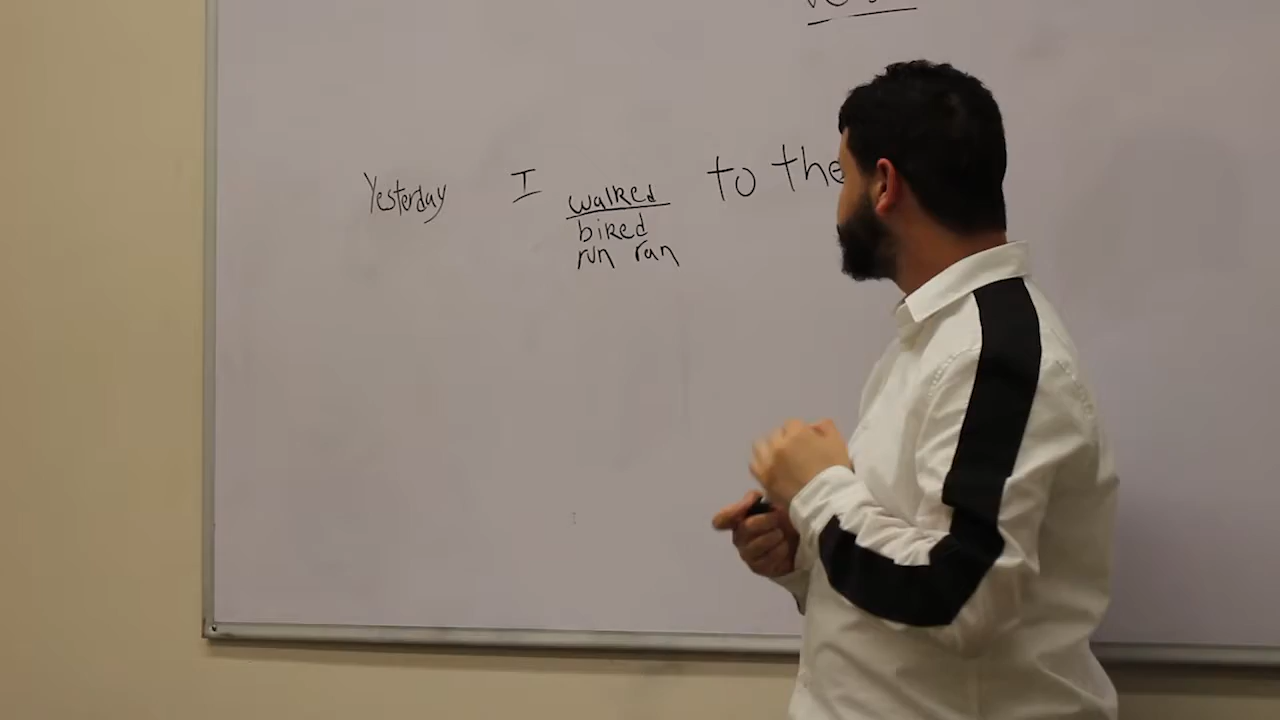 Yesterday I walked to the
biked
run ran